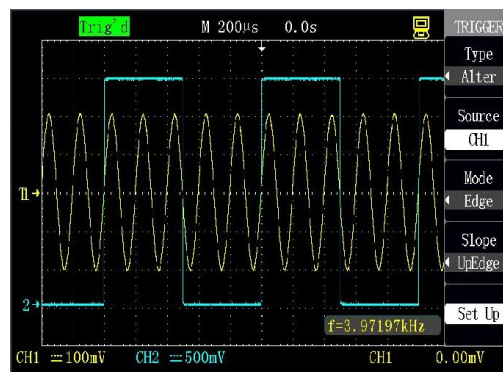 Trig'd M 200μs 0.0s TRIGGER
Type
Alter
Source
CH1
Mode
Edge
Slope
UpEdge
Set Up
T1
2
f=3.97197kHz
CH1 100mV CH2 500mV CH1 0.00mV